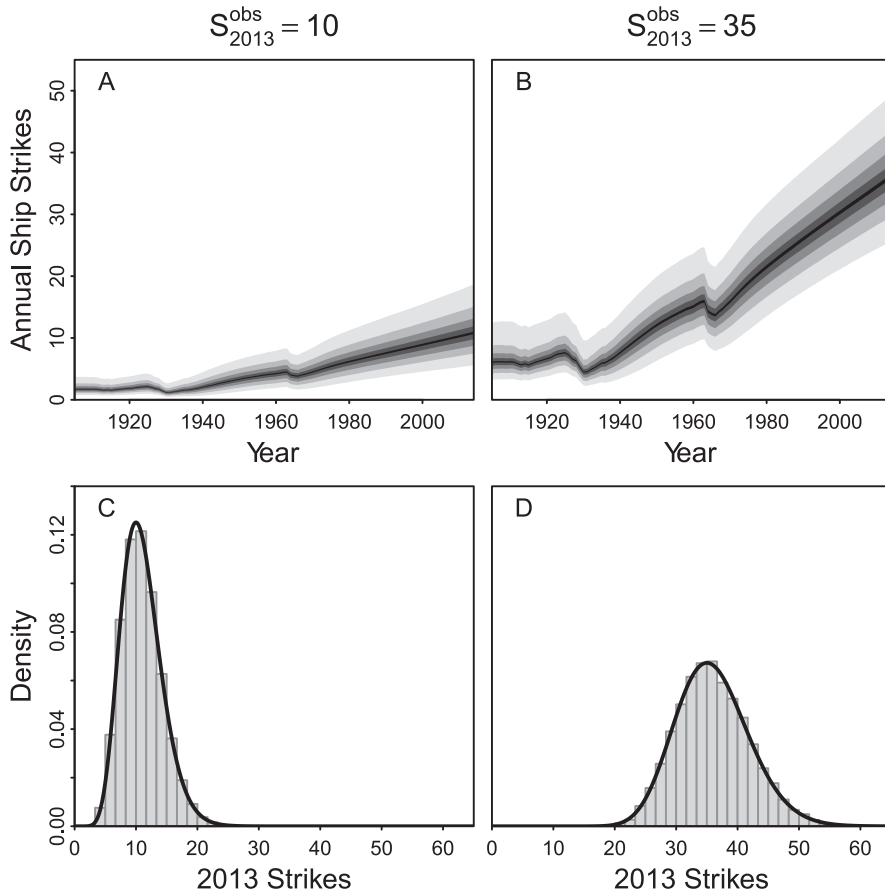 S^obs_2013 = 10
S^obs_2013 = 35
A
B
Annual Ship Strikes
0 10 20 30 40 50
1920 1940 1960 1980 2000
1920 1940 1960 1980 2000
Year
Year
C
D
Density
0.00 0.04 0.08 0.12
0 10 20 30 40 50 60
0 10 20 30 40 50 60
2013 Strikes
2013 Strikes